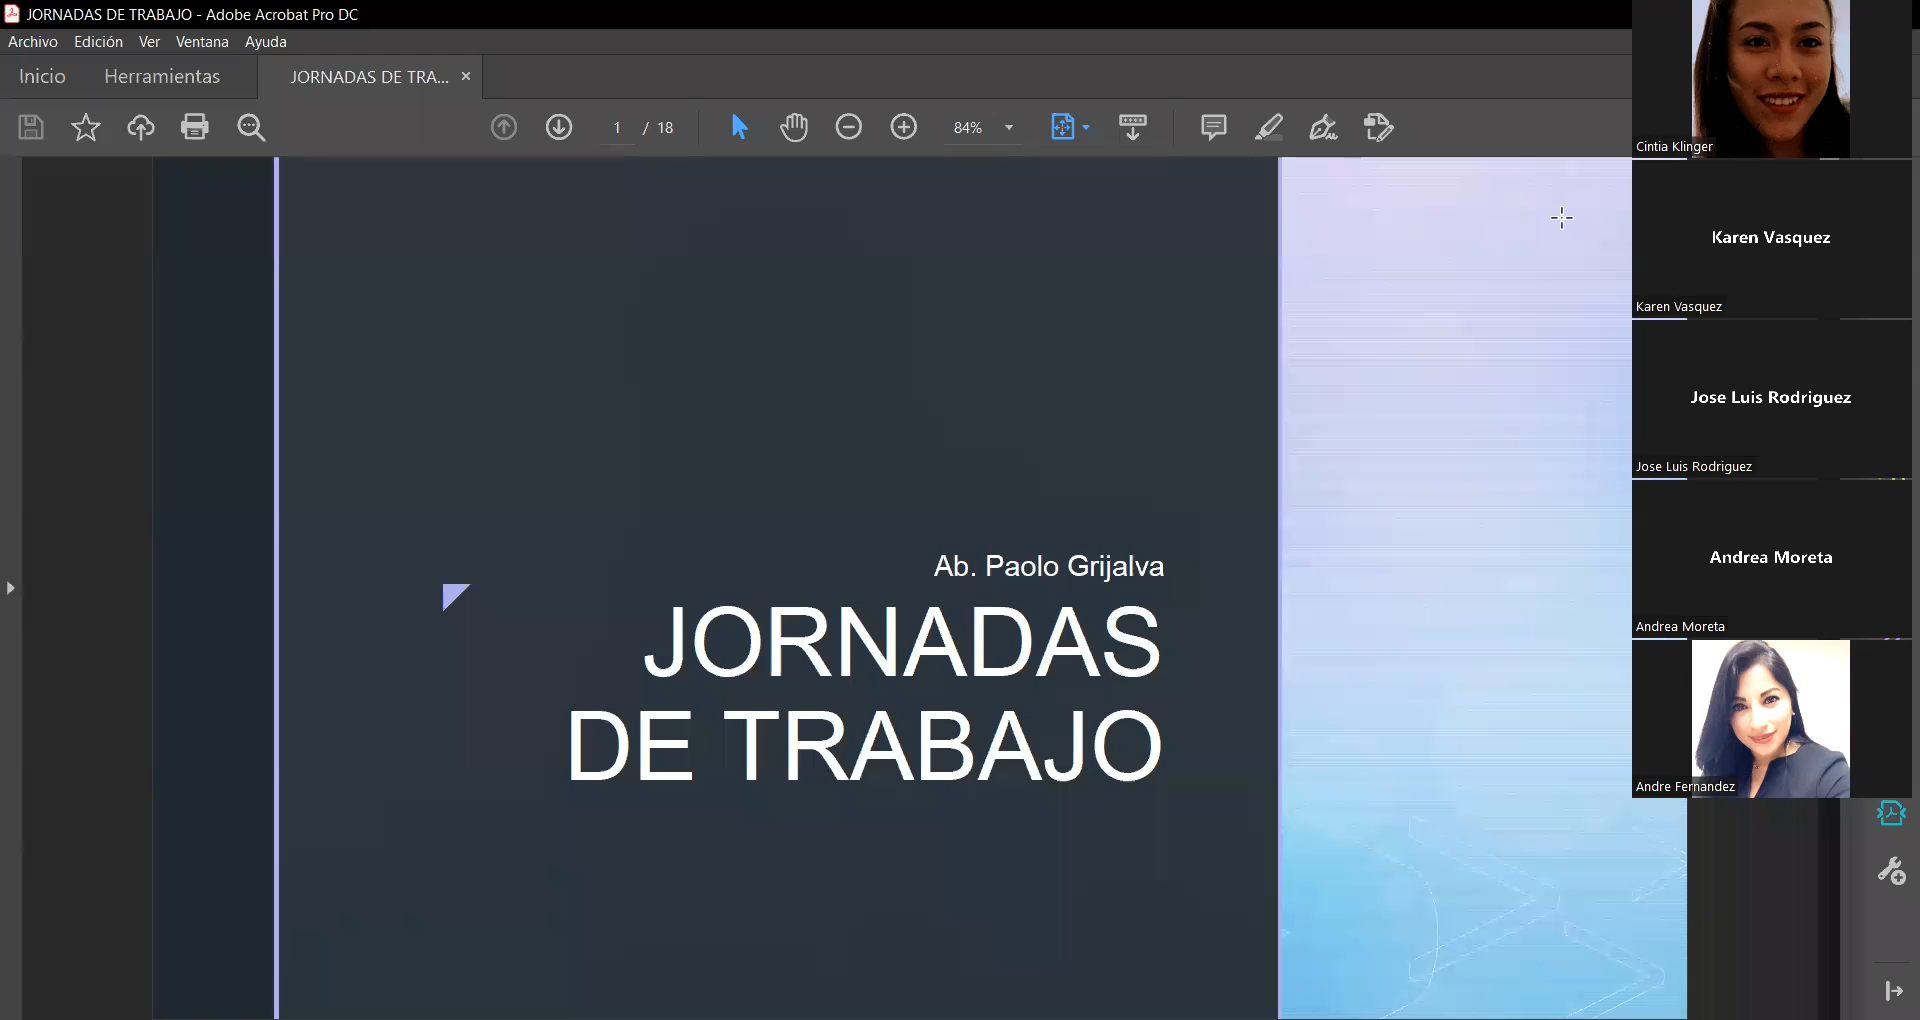 JORNADAS DE TRABAJO - Adobe Acrobat Pro DC
Archivo Edición Ver Ventana Ayuda
Inicio Herramientas JORNADAS DE TRA... ×
1 / 18 84%
Ab. Paolo Grijalva
JORNADAS
DE TRABAJO
Cintia Klinger
Karen Vasquez
Karen Vasquez
Jose Luis Rodriguez
Jose Luis Rodriguez
Andrea Moreta
Andrea Moreta
Andre Fernandez